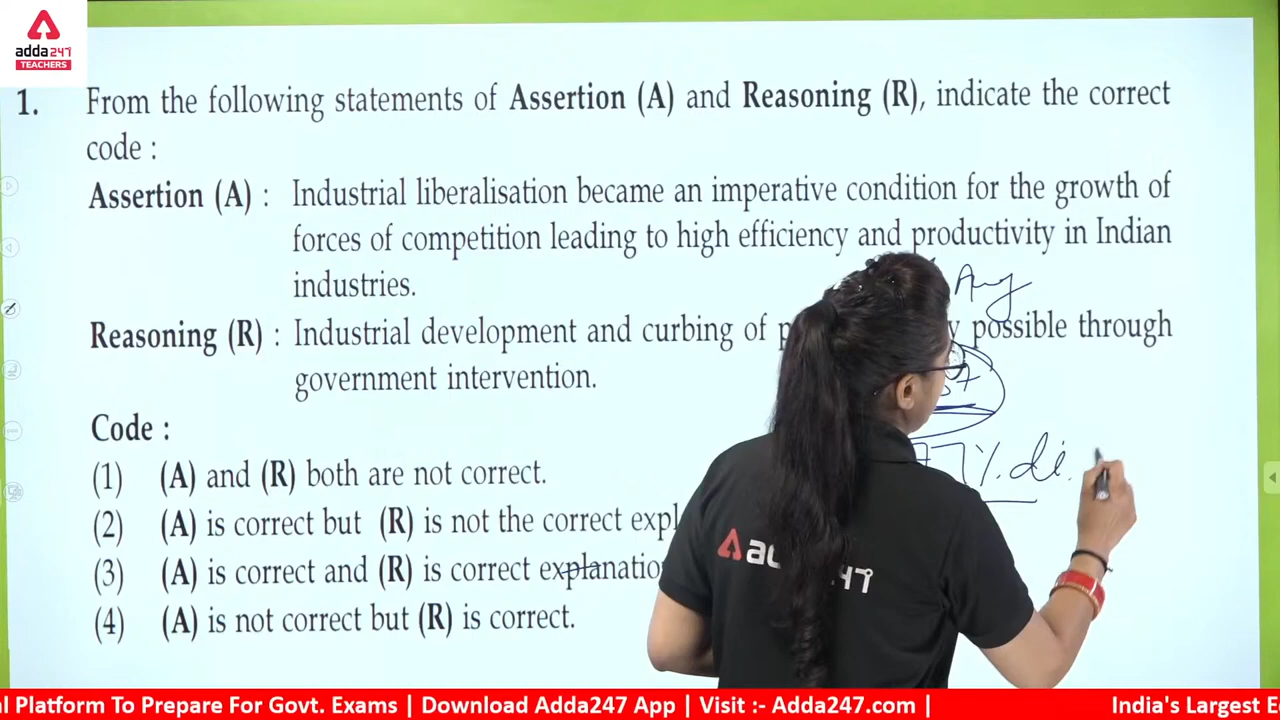 adda247
TEACHERS
1. From the following statements of Assertion (A) and Reasoning (R), indicate the correct
code :
Assertion (A) : Industrial liberalisation became an imperative condition for the growth of
forces of competition leading to high efficiency and productivity in Indian
industries.
Reasoning (R) : Industrial development and curbing of possible through
government intervention.
Code :
(1) (A) and (R) both are not correct.
(2) (A) is correct but (R) is not the correct
(3) (A) is correct and (R) is correct
(4) (A) is not correct but (R) is correct.
77%. di.
l Platform To Prepare For Govt. Exams | Download Adda247 App | Visit :- Adda247.com | India's Largest